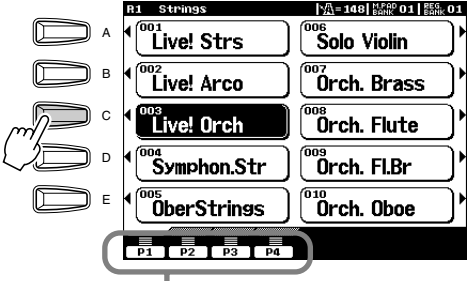 R1 Strings =148 M.PAD BANK 01 REG. BANK 01
A 001 Live! Strs 006 Solo Violin
B 002 Live! Arco 007 Orch. Brass
C 003 Live! Orch 008 Orch. Flute
D 004 Symphon.Str 009 Orch. Fl.Br
E 005 OberStrings 010 Orch. Oboe
P1 P2 P3 P4